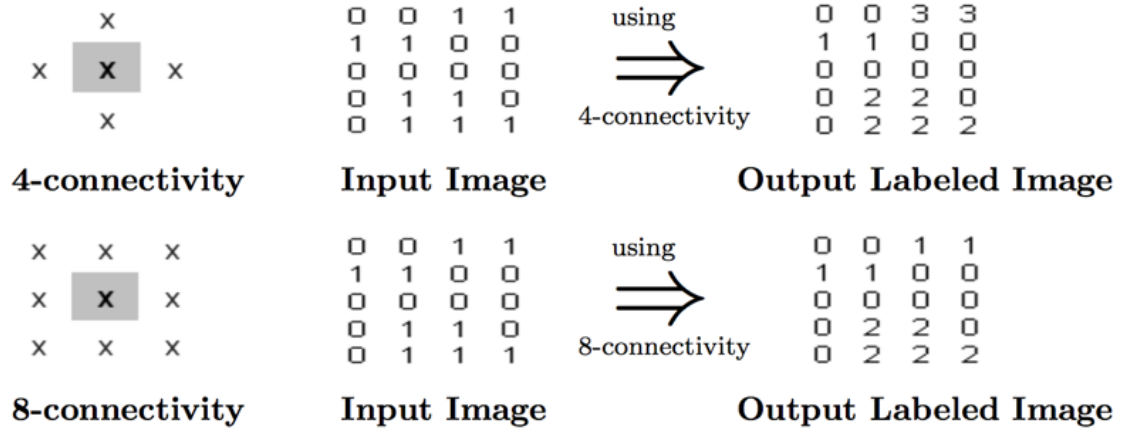 x
x x x
x
4-connectivity
0 0 1 1
1 1 0 0
0 0 0 0
0 1 1 0
0 1 1 1
Input Image
using
4-connectivity
0 0 3 3
1 1 0 0
0 0 0 0
0 2 2 0
0 2 2 2
Output Labeled Image
x x x
x x x
x x x
8-connectivity
0 0 1 1
1 1 0 0
0 0 0 0
0 1 1 0
0 1 1 1
Input Image
using
8-connectivity
0 0 1 1
1 1 0 0
0 0 0 0
0 2 2 0
0 2 2 2
Output Labeled Image